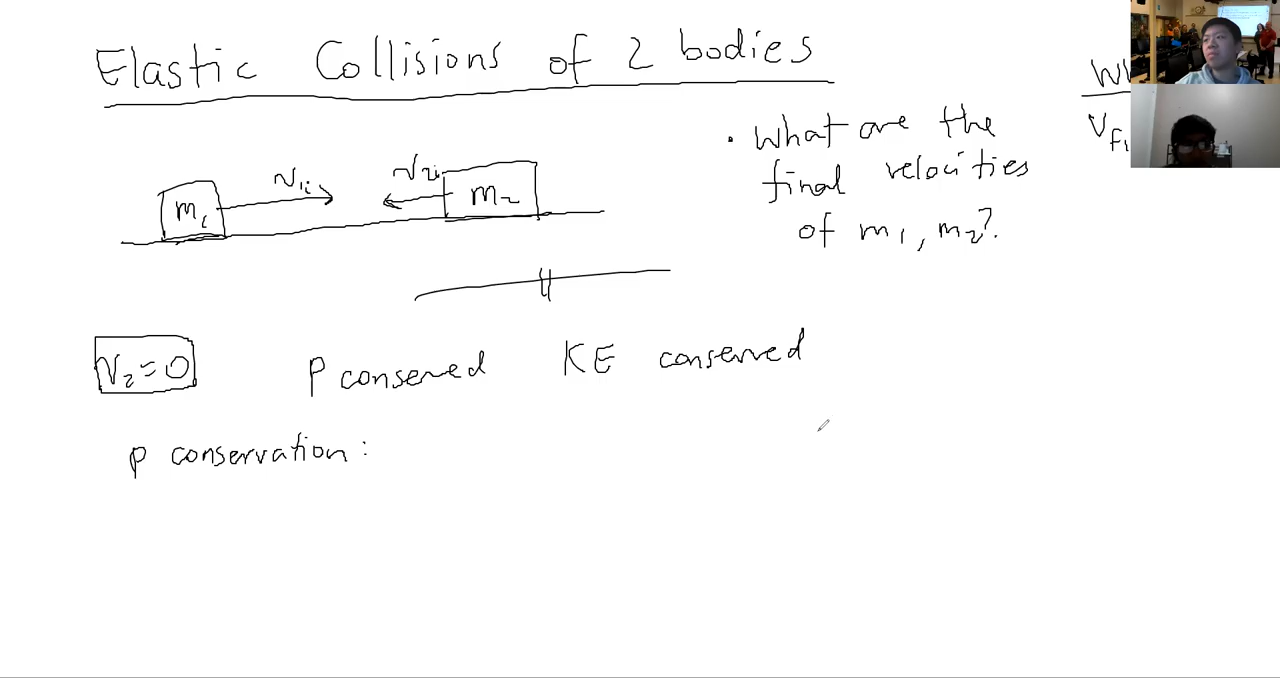 Elastic Collisions of 2 bodies
• What are the
final velocities
of m1, m2?
v1i
v2i
m1
m2
v2=0
p conserved KE conserved
p conservation: